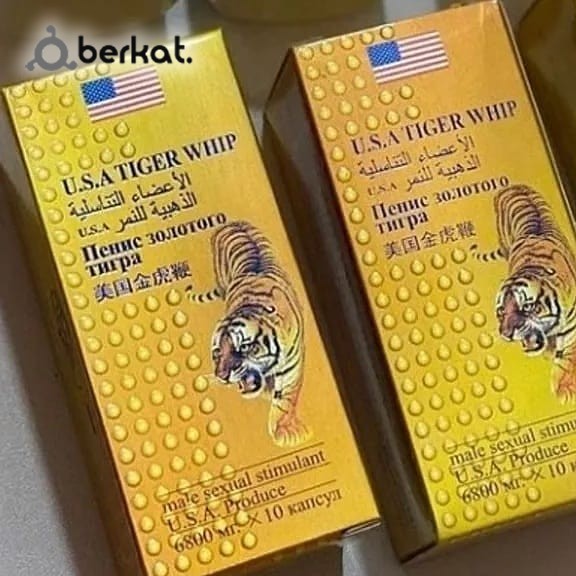 berkat.
U.S.A TIGER WHIP
الأعضاء التناسلية
الذهبية للنمر
U.S.A
Пенис золотого
тигра
美国金虎鞭
male sexual stimulant
U.S.A. Produce
6800 мг. × 10 капсул
U.S.A TIGER WHIP
الأعضاء التناسلية
الذهبية للنمر
U.S.A
Пенис золотого
тигра
美国金虎鞭
male sexual stimu
U.S.A. Produce
6800 мг. × 10 к